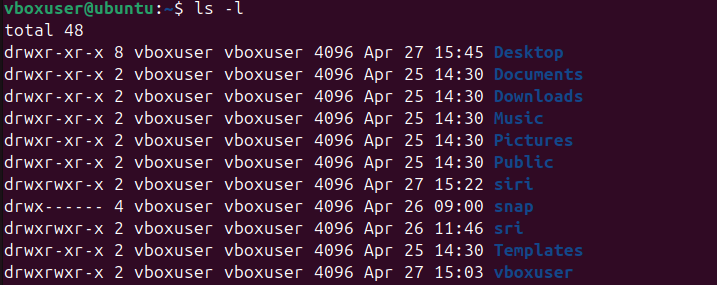 vboxuser@ubuntu:~$ ls -l
total 48
drwxr-xr-x 8 vboxuser vboxuser 4096 Apr 27 15:45 Desktop
drwxr-xr-x 2 vboxuser vboxuser 4096 Apr 25 14:30 Documents
drwxr-xr-x 2 vboxuser vboxuser 4096 Apr 25 14:30 Downloads
drwxr-xr-x 2 vboxuser vboxuser 4096 Apr 25 14:30 Music
drwxr-xr-x 2 vboxuser vboxuser 4096 Apr 25 14:30 Pictures
drwxr-xr-x 2 vboxuser vboxuser 4096 Apr 25 14:30 Public
drwxrwxr-x 2 vboxuser vboxuser 4096 Apr 27 15:22 siri
drwx------ 4 vboxuser vboxuser 4096 Apr 26 09:00 snap
drwxrwxr-x 2 vboxuser vboxuser 4096 Apr 26 11:46 sri
drwxr-xr-x 2 vboxuser vboxuser 4096 Apr 25 14:30 Templates
drwxrwxr-x 2 vboxuser vboxuser 4096 Apr 27 15:03 vboxuser